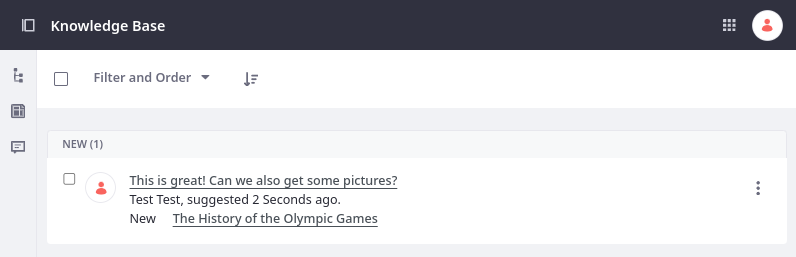 Knowledge Base
Filter and Order
NEW (1)
This is great! Can we also get some pictures?
Test Test, suggested 2 Seconds ago.
New The History of the Olympic Games